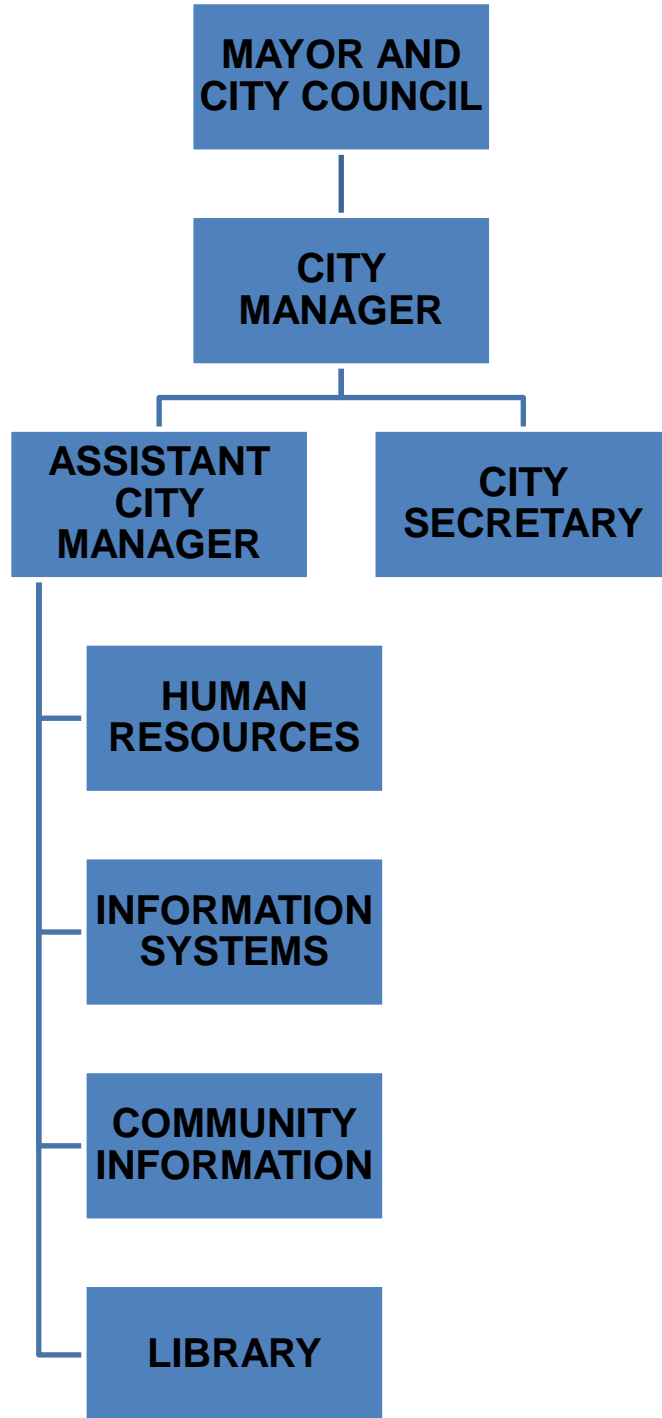 MAYOR AND
CITY COUNCIL
CITY
MANAGER
ASSISTANT
CITY
MANAGER
CITY
SECRETARY
HUMAN
RESOURCES
INFORMATION
SYSTEMS
COMMUNITY
INFORMATION
LIBRARY